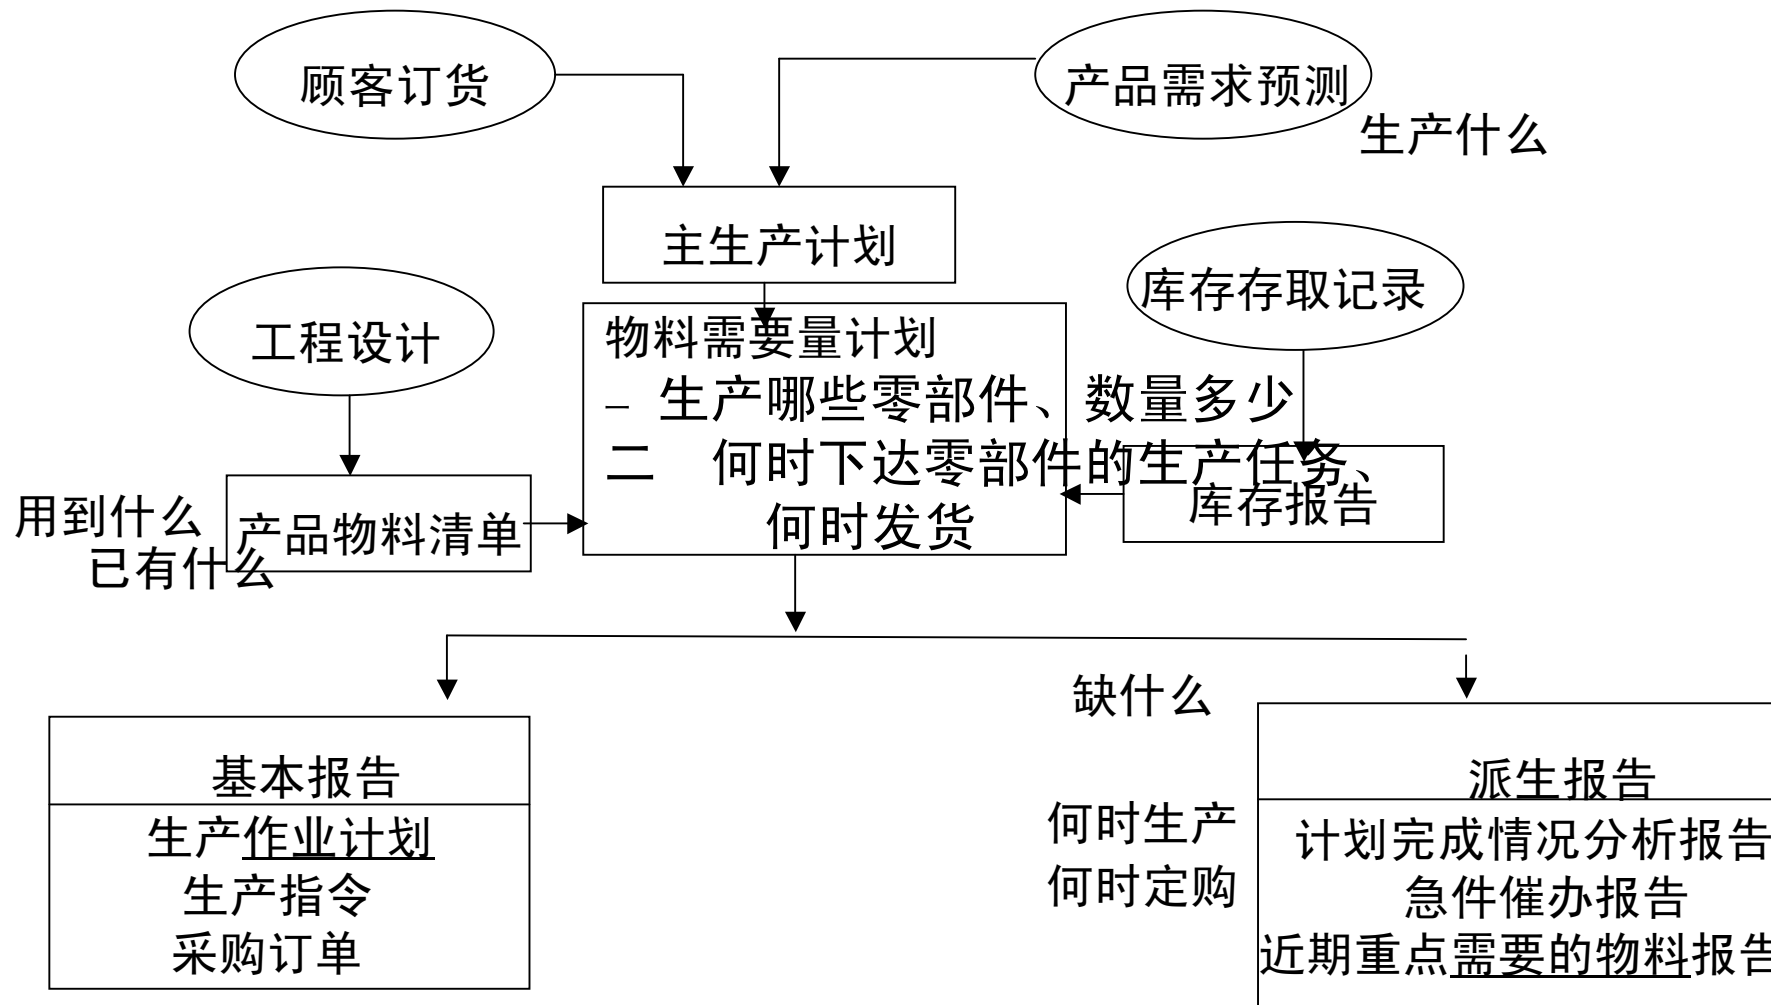 顾客订货
产品需求预测
生产什么
主生产计划
库存存取记录
工程设计
物料需要量计划
– 生产哪些零部件、数量多少
二 何时下达零部件的生产任务、
何时发货
库存报告
用到什么
产品物料清单
已有什么
缺什么
基本报告
生产作业计划
生产指令
采购订单
何时生产
何时定购
派生报告
计划完成情况分析报告
急件催办报告
近期重点需要的物料报告